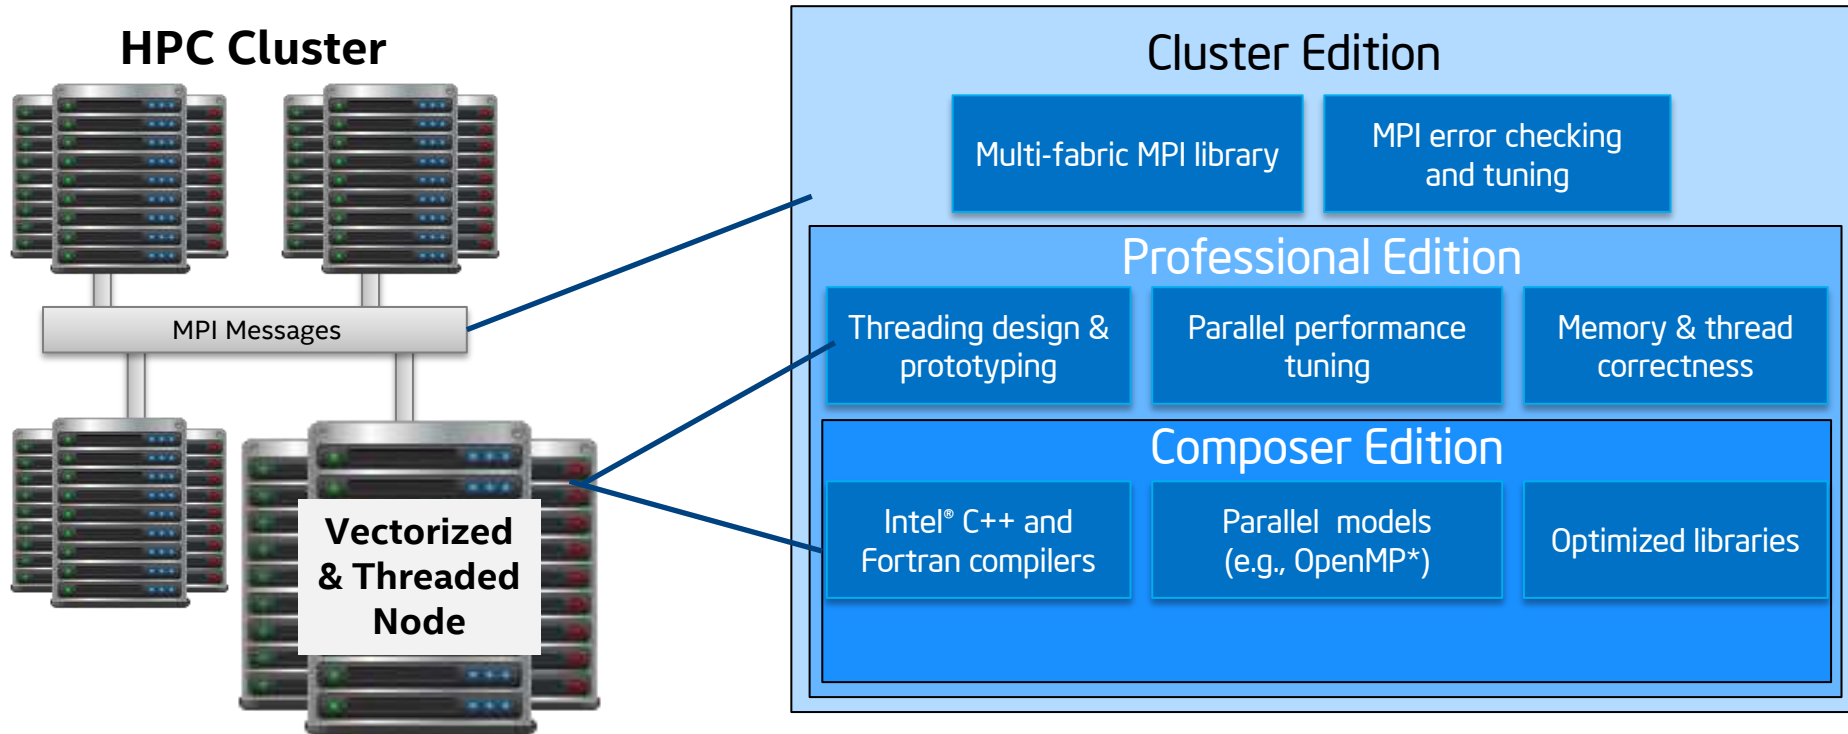 HPC Cluster
MPI Messages
Vectorized
& Threaded
Node
Cluster Edition
Multi-fabric MPI library
MPI error checking
and tuning
Professional Edition
Threading design &
prototyping
Parallel performance
tuning
Memory & thread
correctness
Composer Edition
Intel® C++ and
Fortran compilers
Parallel models
(e.g., OpenMP*)
Optimized libraries